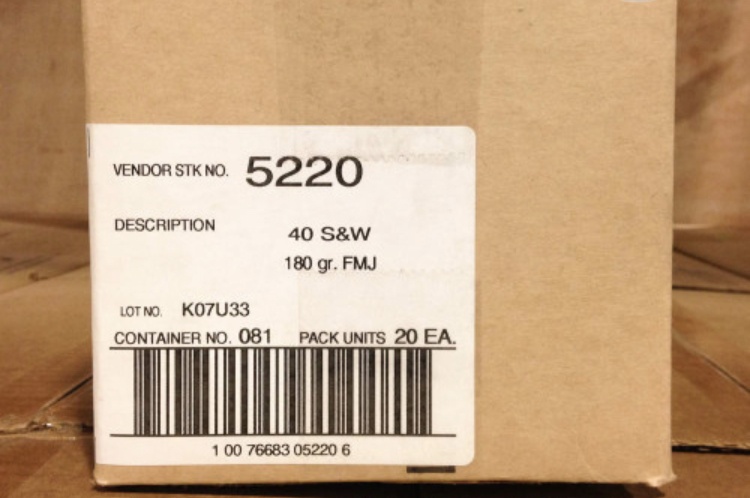 VENDOR STK NO. 5220
DESCRIPTION
40 S&W
180 gr. FMJ
LOT NO. K07U33
CONTAINER NO. 081 PACK UNITS 20 EA.
1 00 76683 05220 6